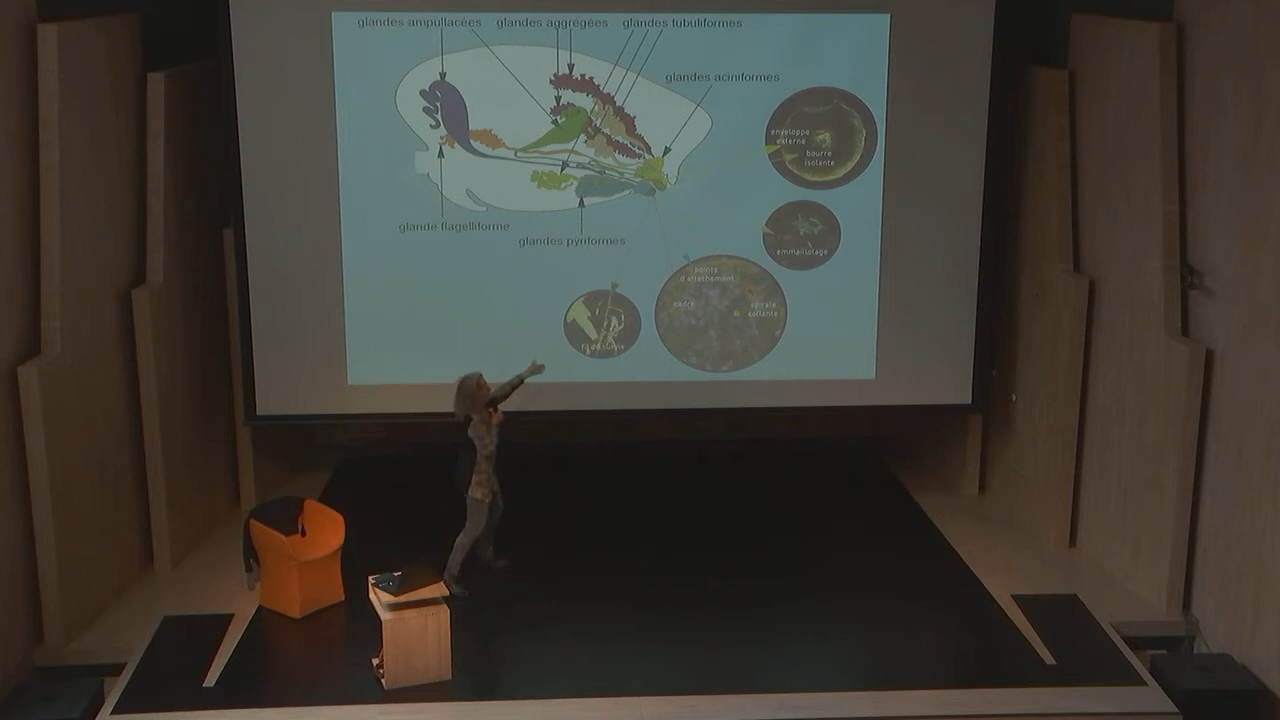 glandes ampullacées
glandes aggrégées
glandes tubuliformes
glandes aciniformes
enveloppe
externe
bourre
isolante
glande flagelliforme
glandes pyriformes
emmaillotage
points
d'attachement
cadre
spirale
collante